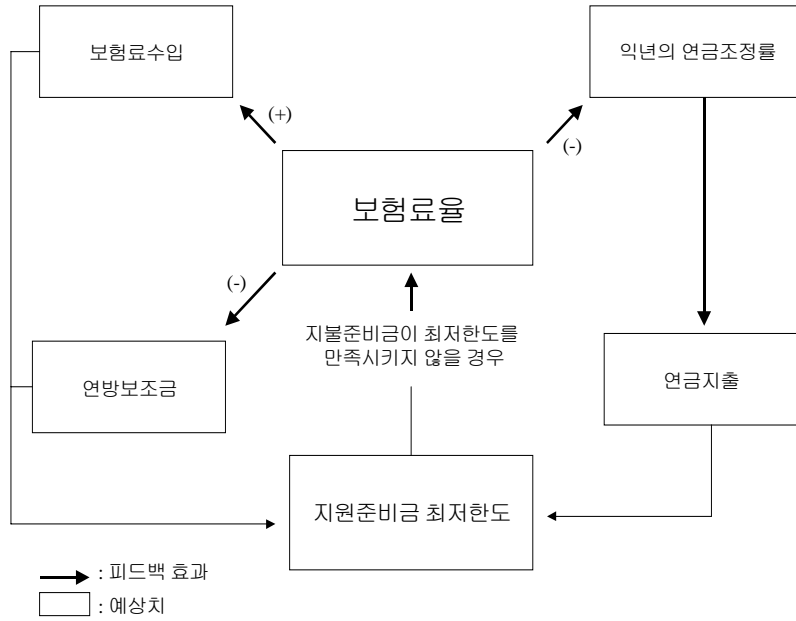 보험료수입
익년의 연금조정률
(+)
(-)
보험료율
(-)
지불준비금이 최저한도를
만족시키지 않을 경우
연방보조금
연금지출
지원준비금 최저한도
: 피드백 효과
: 예상치